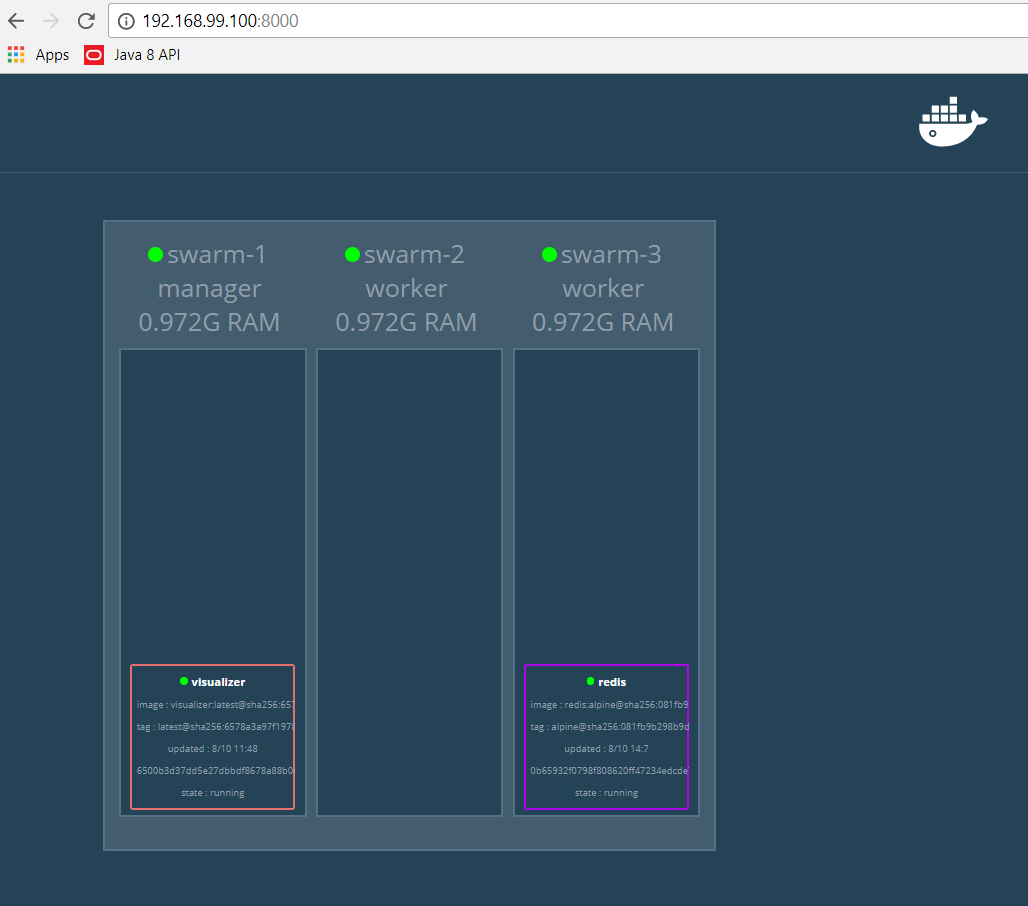 192.168.99.100:8000
Apps Java 8 API
swarm-1
manager
0.972G RAM
swarm-2
worker
0.972G RAM
swarm-3
worker
0.972G RAM
visualizer
image : visualizer:latest@sha256:657
tag : latest@sha256:6578a3a97f1978
updated : 8/10 11:48
6500b3d37dd5e27dbbdf8678a88b0
state : running
redis
image : redis:alpine@sha256:081fb9
tag : alpine@sha256:081fb9b298b9d
updated : 8/10 14:7
0b65932f0798f808620ff47234edcde
state : running